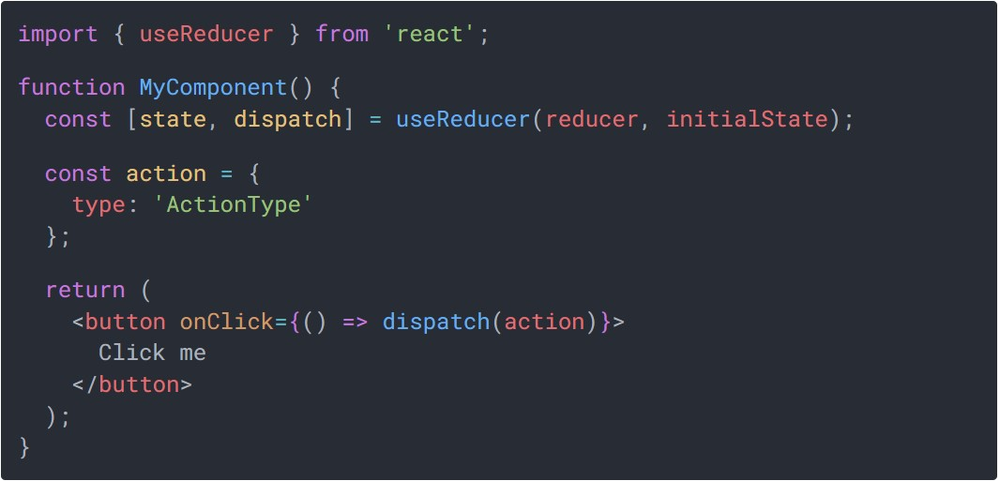 import { useReducer } from 'react';
function MyComponent() {
  const [state, dispatch] = useReducer(reducer, initialState);
  const action = {
    type: 'ActionType'
  };
  return (
    <button onClick={() => dispatch(action)}>
      Click me
    </button>
  );
}